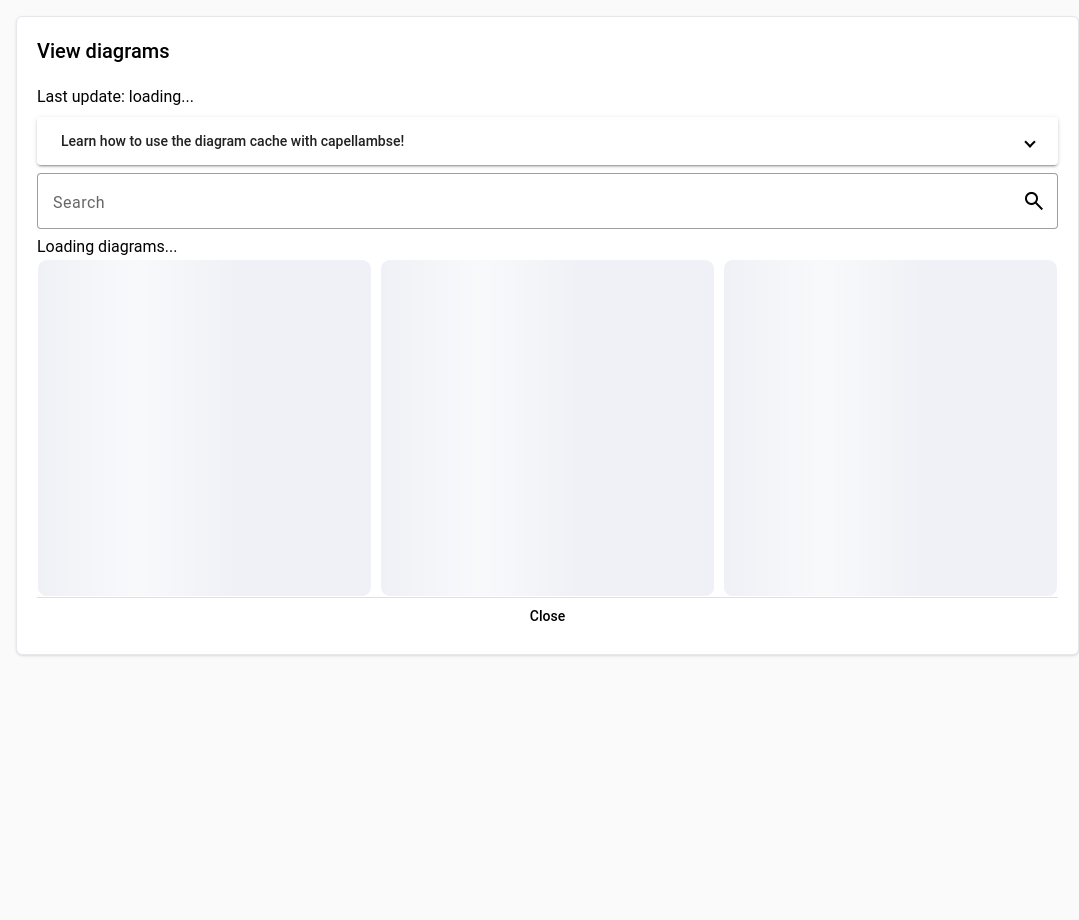 View diagrams
Last update: loading...
Learn how to use the diagram cache with capellambse!
Search
Loading diagrams...
Close